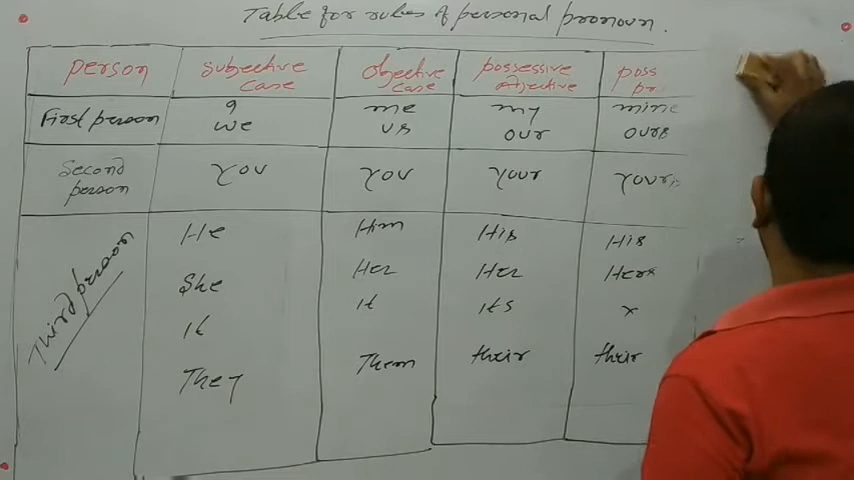 Table for rules of personal pronoun.
person
subjective case
objective case
possessive Adjective
poss pr
First person
I
we
me
us
my
our
mine
ours
Second person
You
You
Your
Yours
Third person
He
Him
His
His
She
Her
Her
Hers
It
It
Its
x
They
Them
their
their